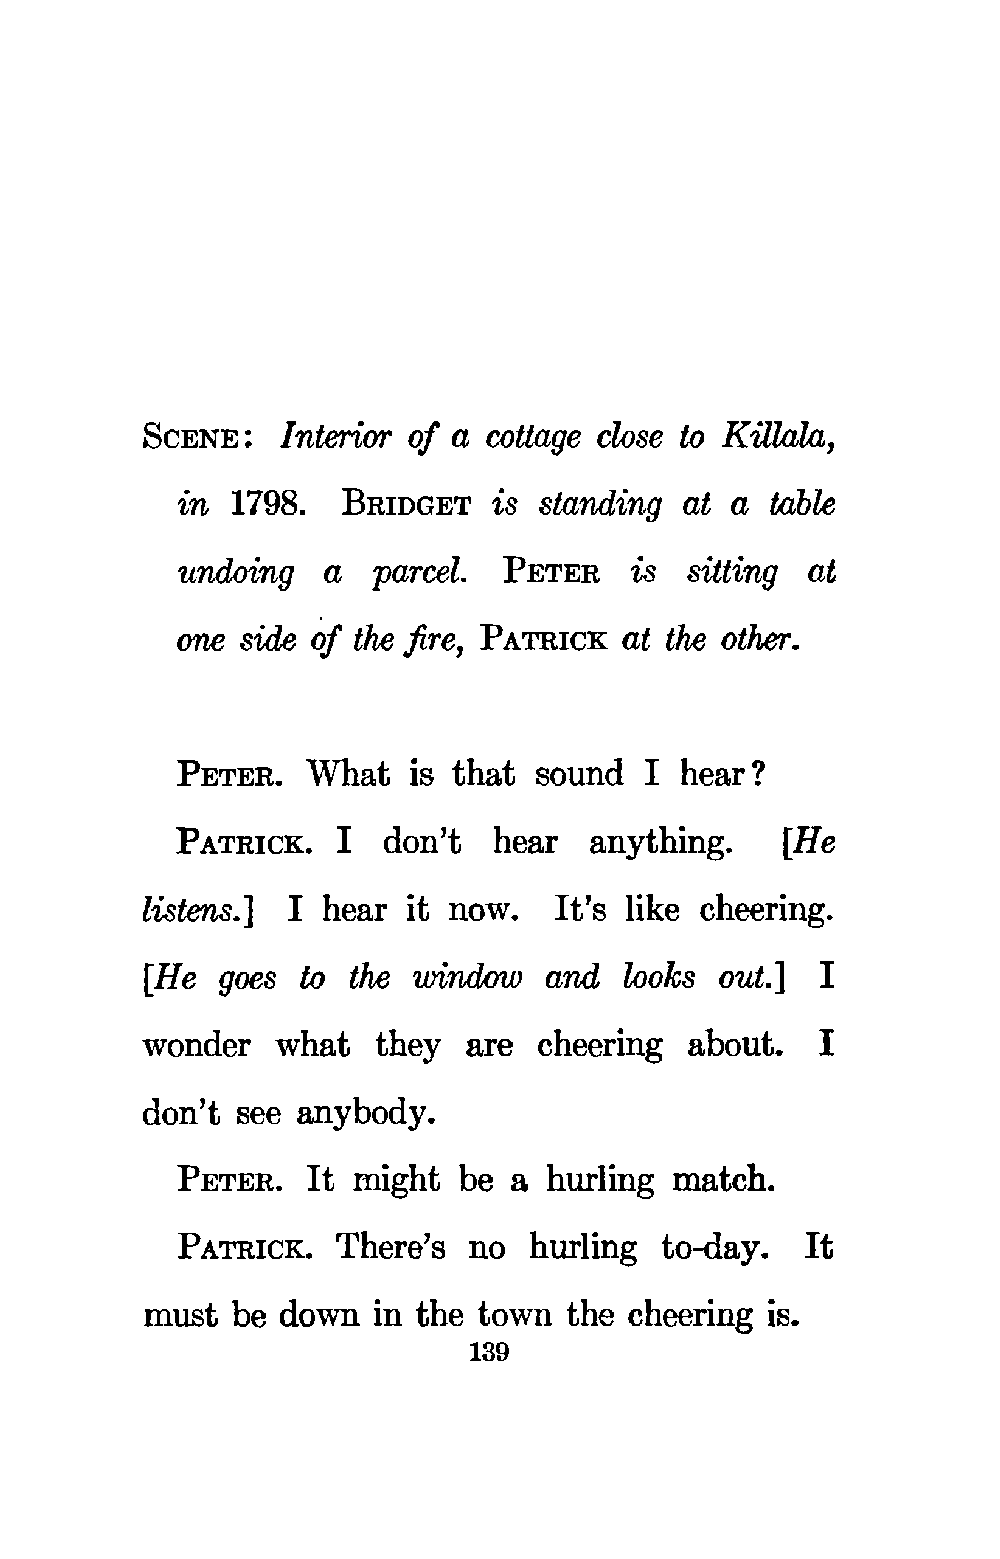 SCENE: Interior of a cottage close to Killala,
in 1798. BRIDGET is standing at a table
undoing a parcel. PETER is sitting at
one side of the fire, PATRICK at the other.
PETER. What is that sound I hear?
PATRICK. I don't hear anything. [He
listens.] I hear it now. It's like cheering.
[He goes to the window and looks out.] I
wonder what they are cheering about. I
don't see anybody.
PETER. It might be a hurling match.
PATRICK. There's no hurling to-day. It
must be down in the town the cheering is.
139